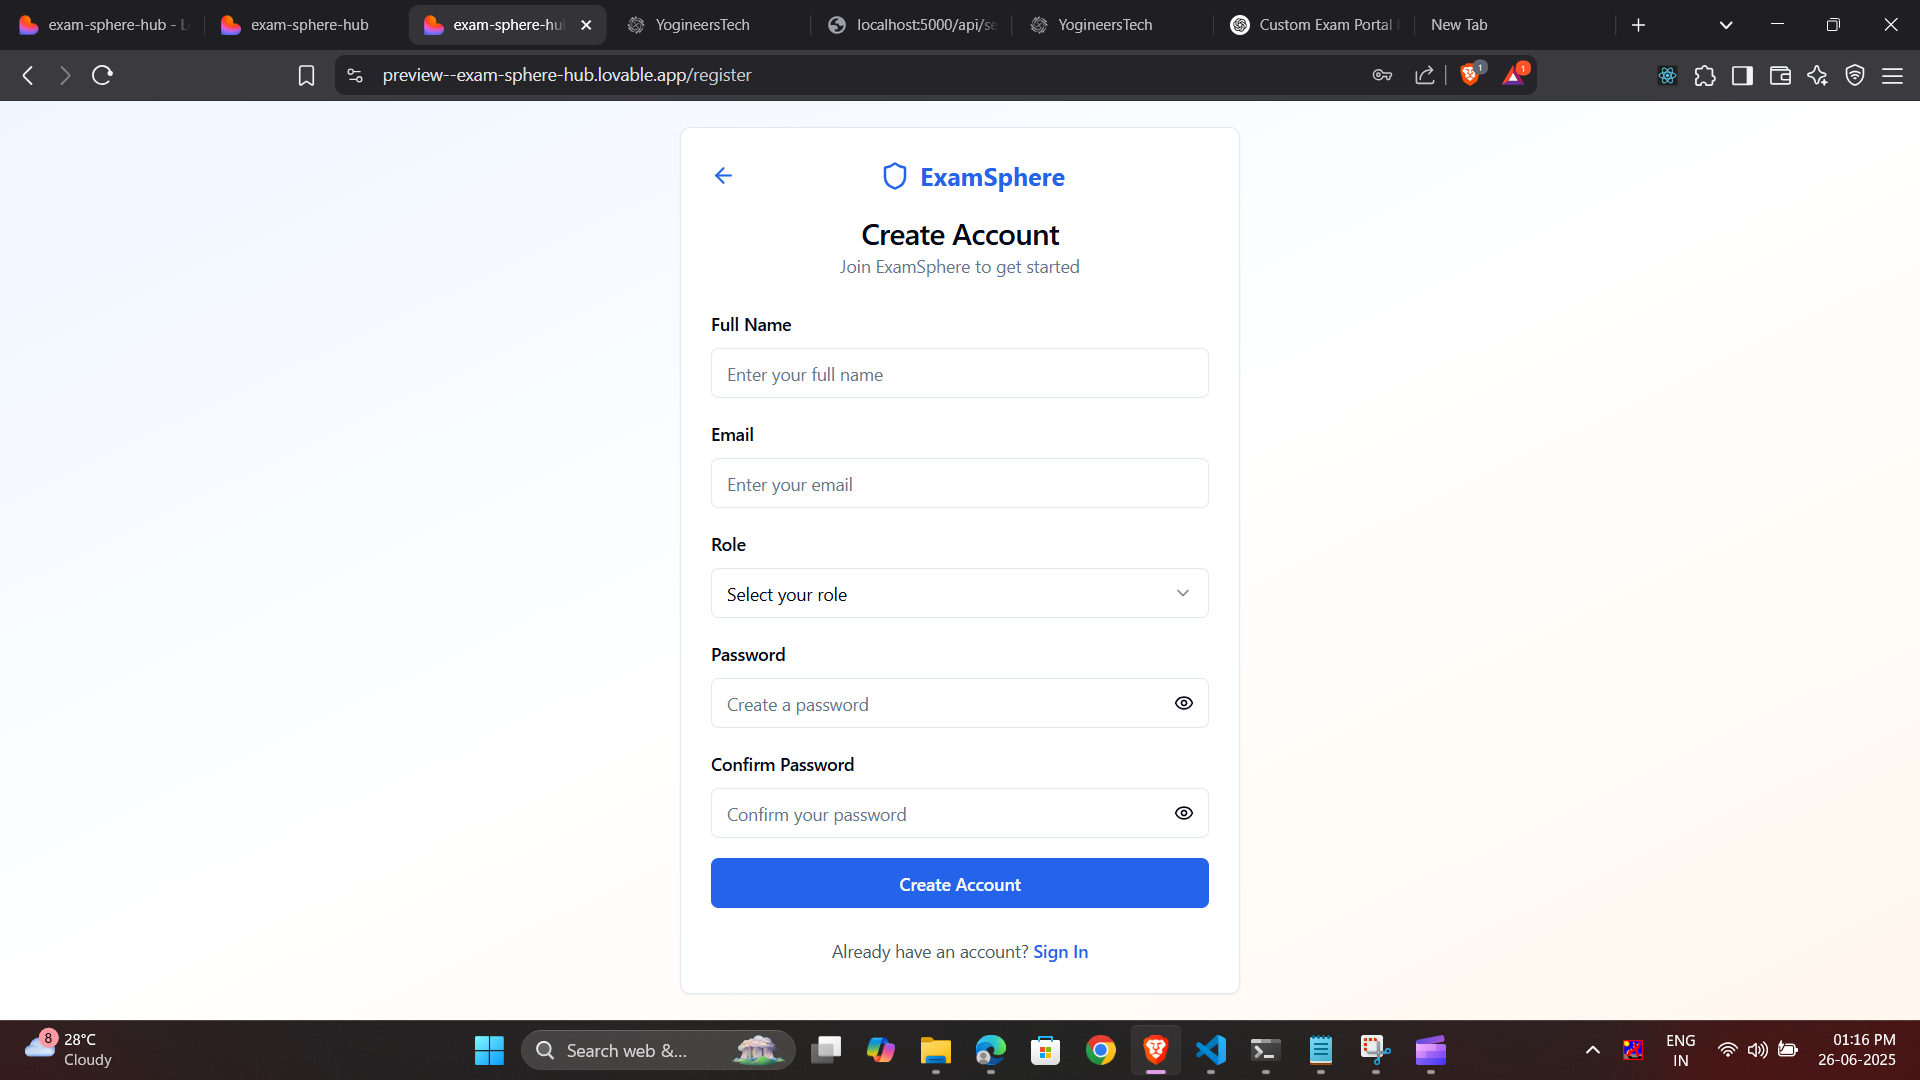 exam-sphere-hub - L
exam-sphere-hub
exam-sphere-hu
YogineersTech
localhost:5000/api/se
YogineersTech
Custom Exam Portal
New Tab
preview--exam-sphere-hub.lovable.app/register
1
1
ExamSphere
Create Account
Join ExamSphere to get started
Full Name
Enter your full name
Email
Enter your email
Role
Select your role
Password
Create a password
Confirm Password
Confirm your password
Create Account
Already have an account? Sign In
8
28°C
Cloudy
Search web &...
ENG
IN
01:16 PM
26-06-2025